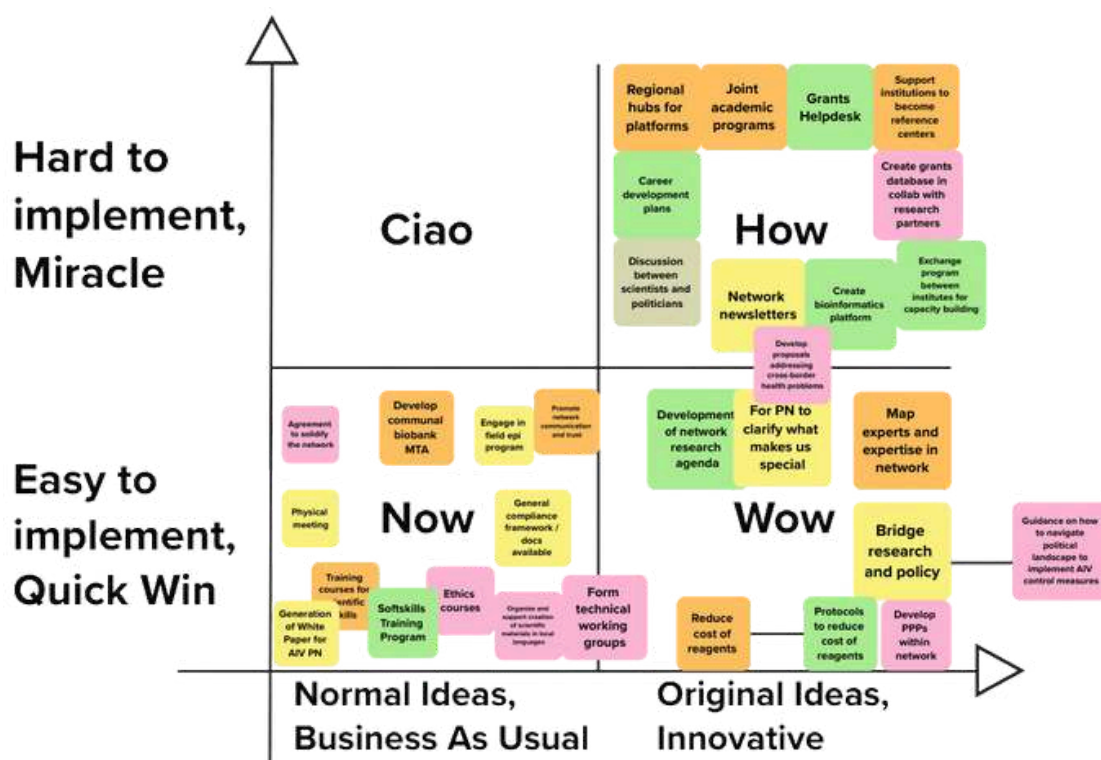 Hard to
implement,
Miracle
Ciao
Regional
hubs for
platforms
Joint
academic
programs
Grants
Helpdesk
Support
institutions to
become
reference
centers
Career
development
plans
Create grants
database in
collab with
research
partners
How
Discussion
between
scientists and
politicians
Network
newsletters
Create
bioinformatics
platform
Exchange
program
between
institutes for
capacity building
Develop
proposals
addressing
cross-border
health problems
Easy to
implement,
Quick Win
Agreement
to solidify
the network
Develop
communal
biobank
MTA
Engage in
field epi
program
Promote
network
communication
and trust
Physical
meeting
Now
General
compliance
framework /
docs
available
Training
courses for
skills
Generation
of White
Paper for
AIV PN
Softskills
Training
Program
Ethics
courses
Organize and
support creation
of scientific
materials in local
languages
Form
technical
working
groups
Development
of network
research
agenda
For PN to
clarify what
makes us
special
Map
experts and
expertise in
network
Wow
Bridge
research
and policy
Guidance on how
to navigate
political
landscape to
implement AIV
control measures
Reduce
cost of
reagents
Protocols
to reduce
cost of
reagents
Develop
PPPs
within
network
Normal Ideas,
Business As Usual
Original Ideas,
Innovative